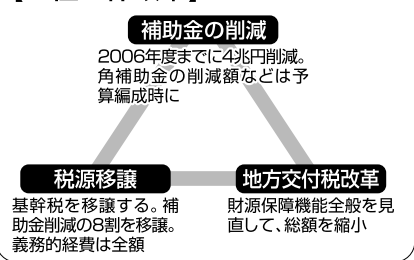 補助金の削減
2006年度までに4兆円削減。
角補助金の削減額などは予
算編成時に
税源移譲
基幹税を移譲する。補
助金削減の8割を移譲。
義務的経費は全額
地方交付税改革
財源保障機能全般を見
直して、総額を縮小